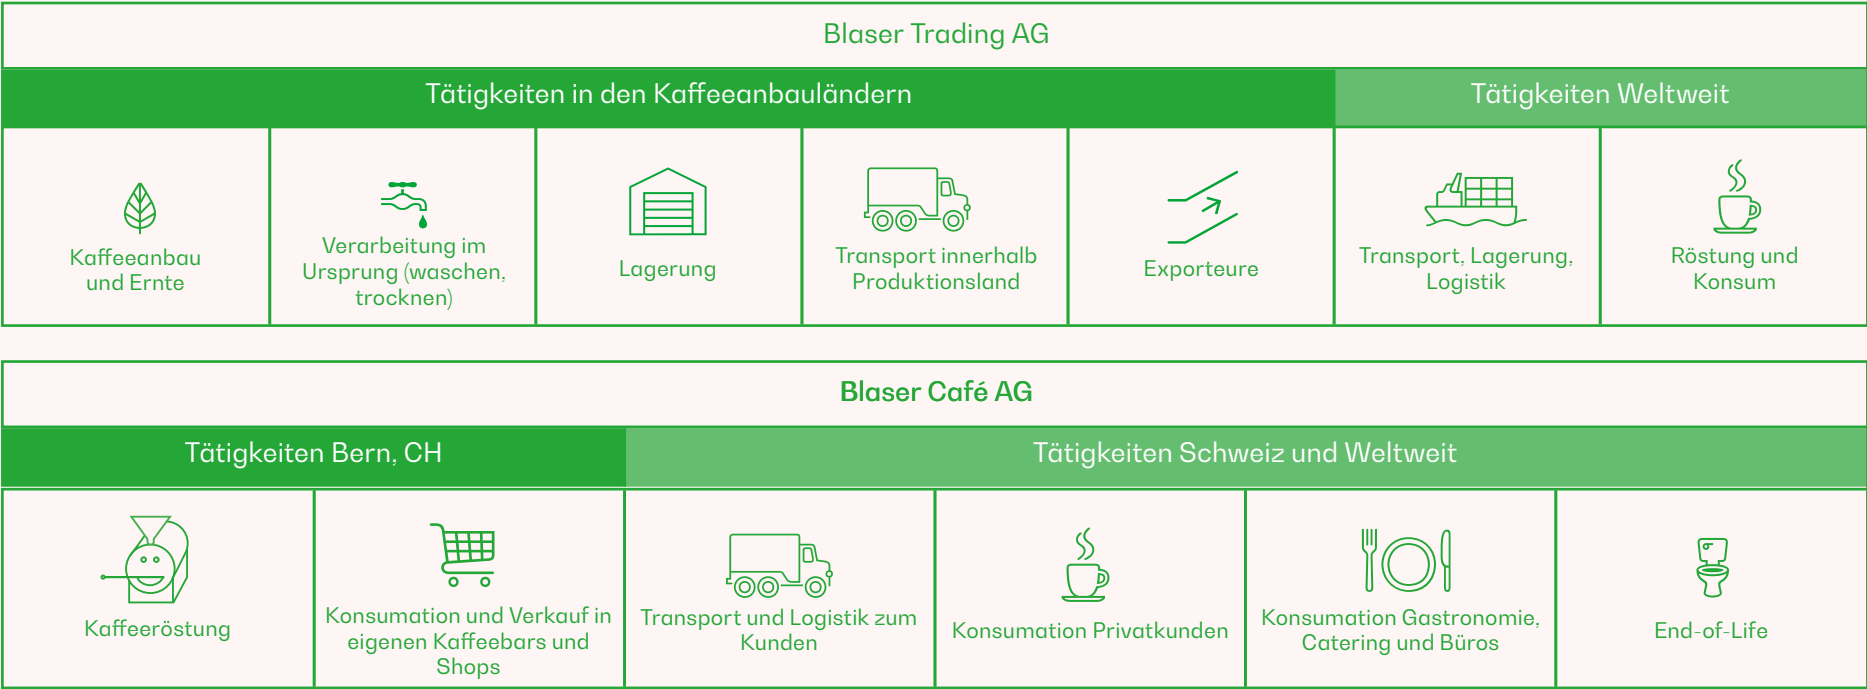 Blaser Trading AG
Tätigkeiten in den Kaffeeanbauländern
Tätigkeiten Weltweit
Kaffeeanbau
und Ernte
Verarbeitung im
Ursprung (waschen,
trocknen)
Lagerung
Transport innerhalb
Produktionsland
Exporteure
Transport, Lagerung,
Logistik
Röstung und
Konsum
Blaser Café AG
Tätigkeiten Bern, CH
Tätigkeiten Schweiz und Weltweit
Kaffeeröstung
Konsumation und Verkauf in
eigenen Kaffeebars und
Shops
Transport und Logistik zum
Kunden
Konsumation Privatkunden
Konsumation Gastronomie,
Catering und Büros
End-of-Life